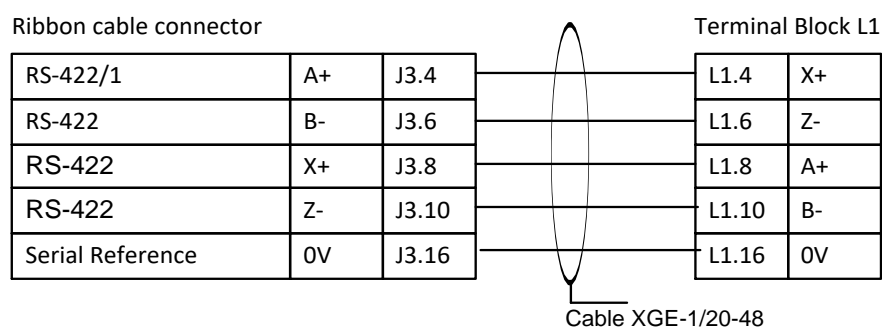 Ribbon cable connector Terminal Block L1
RS-422/1 A+ J3.4 L1.4 X+
RS-422 B- J3.6 L1.6 Z-
RS-422 X+ J3.8 L1.8 A+
RS-422 Z- J3.10 L1.10 B-
Serial Reference 0V J3.16 L1.16 0V
Cable XGE-1/20-48